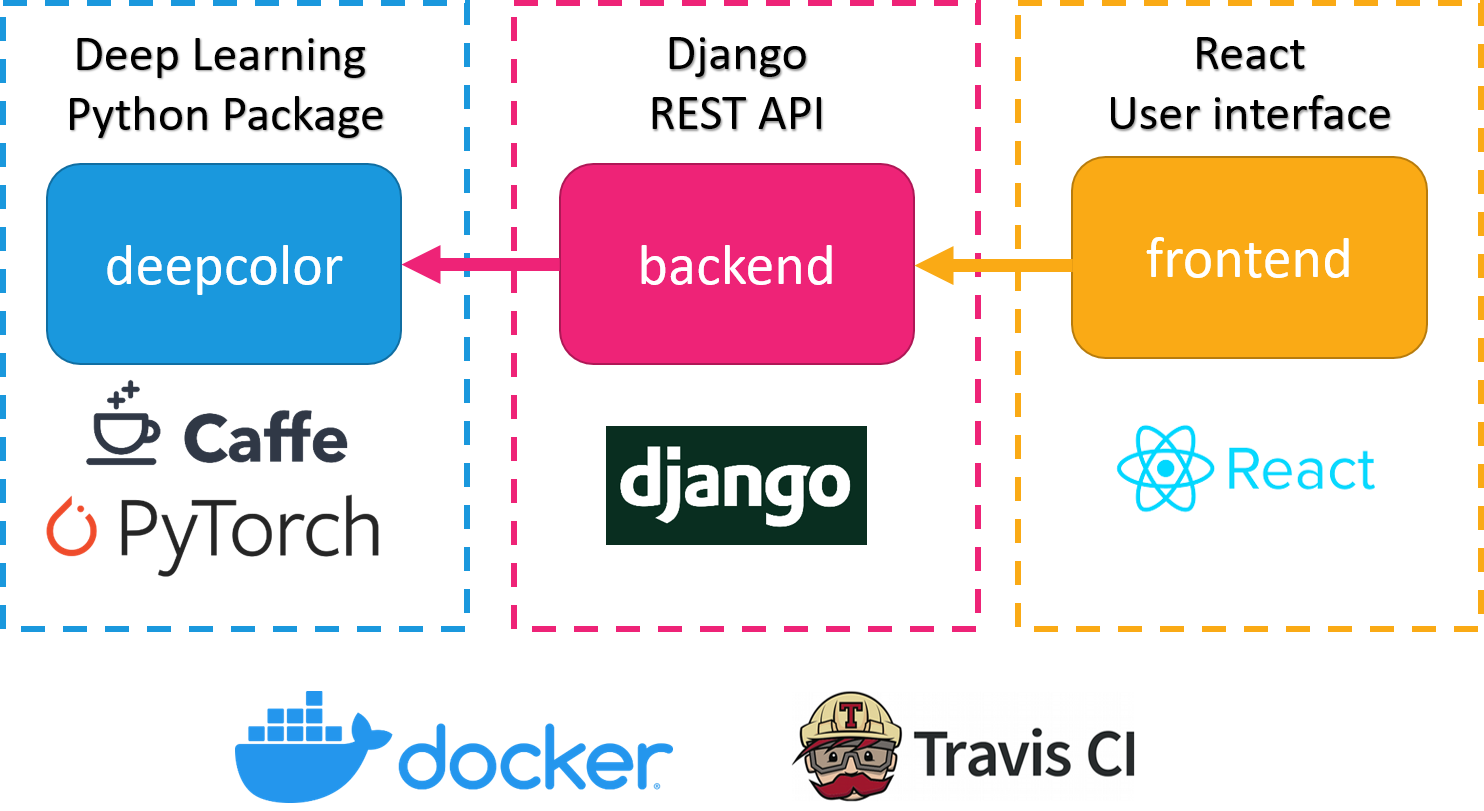 Deep Learning
Python Package
deepcolor
Caffe
PyTorch
Django
REST API
backend
django
React
User interface
frontend
React
docker
T
Travis CI